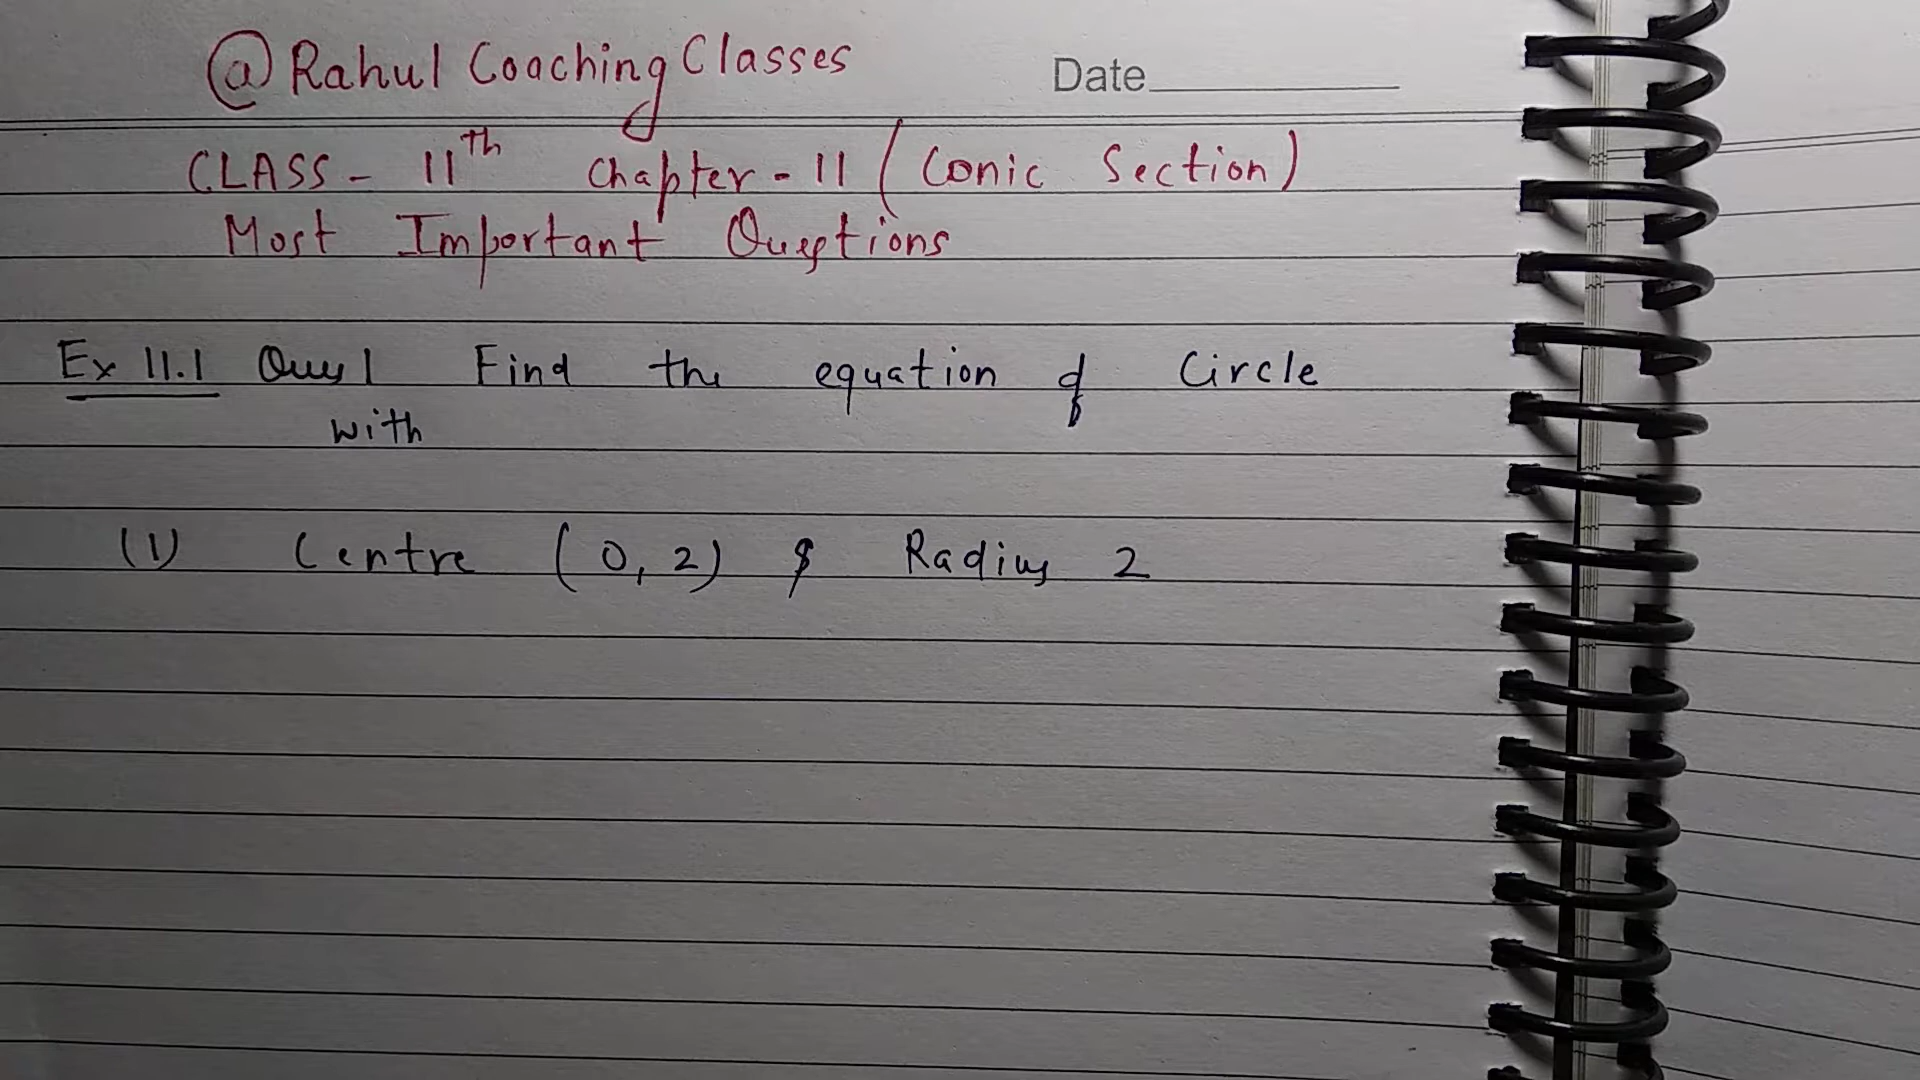 @Rahul Coaching Classes
Date
CLASS - 11th Chapter - 11 (Conic Section)
Most Important Questions
Ex 11.1 Ques 1 Find the equation of Circle
with
(1) Centre (0, 2) & Radius 2